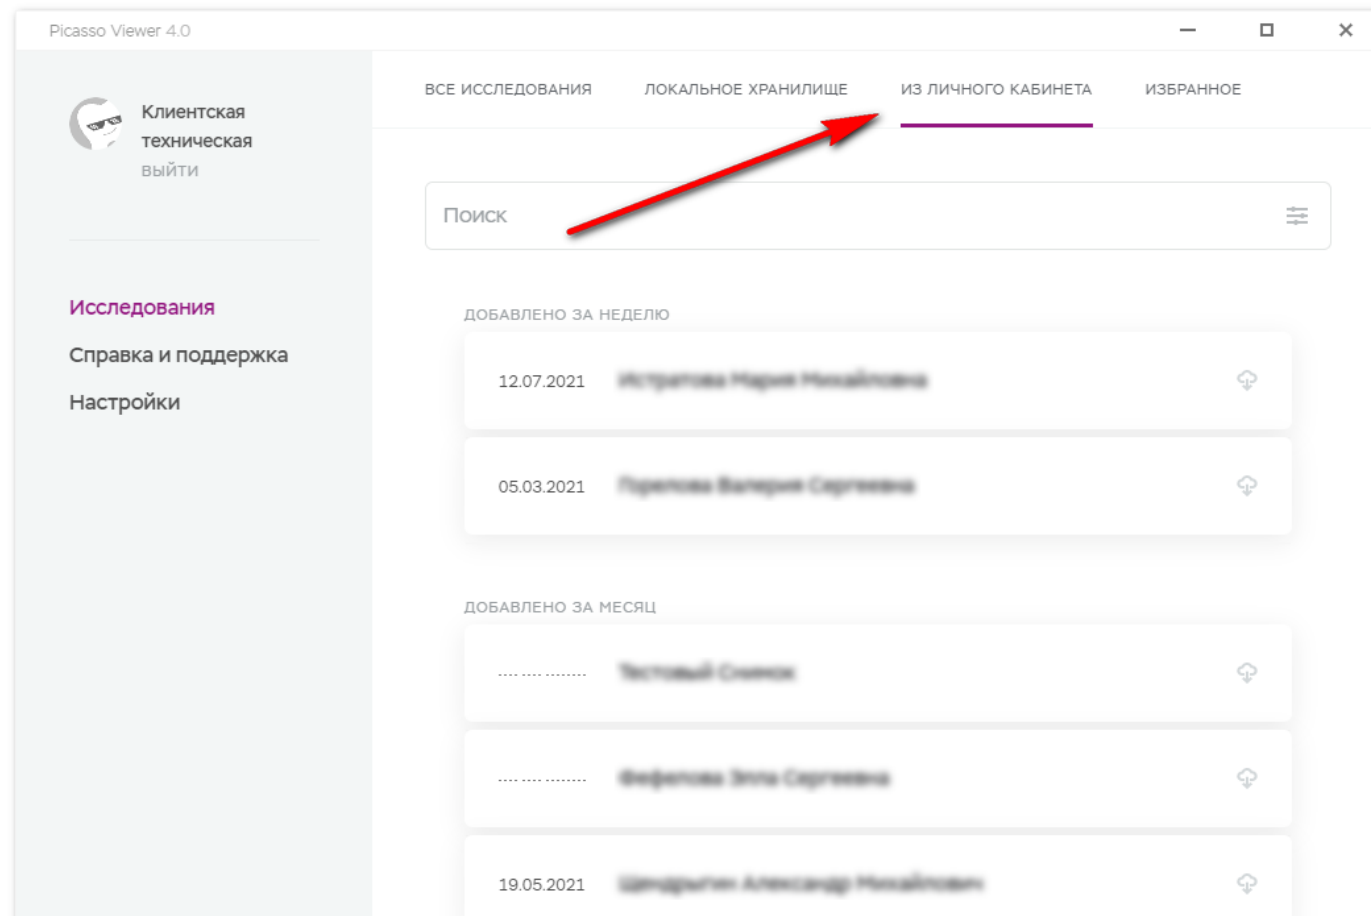 Picasso Viewer 4.0
Клиентская
техническая
выйти
Исследования
Справка и поддержка
Настройки
ВСЕ ИССЛЕДОВАНИЯ ЛОКАЛЬНОЕ ХРАНИЛИЩЕ ИЗ ЛИЧНОГО КАБИНЕТА ИЗБРАННОЕ
Поиск
ДОБАВЛЕНО ЗА НЕДЕЛЮ
12.07.2021
05.03.2021
ДОБАВЛЕНО ЗА МЕСЯЦ
19.05.2021